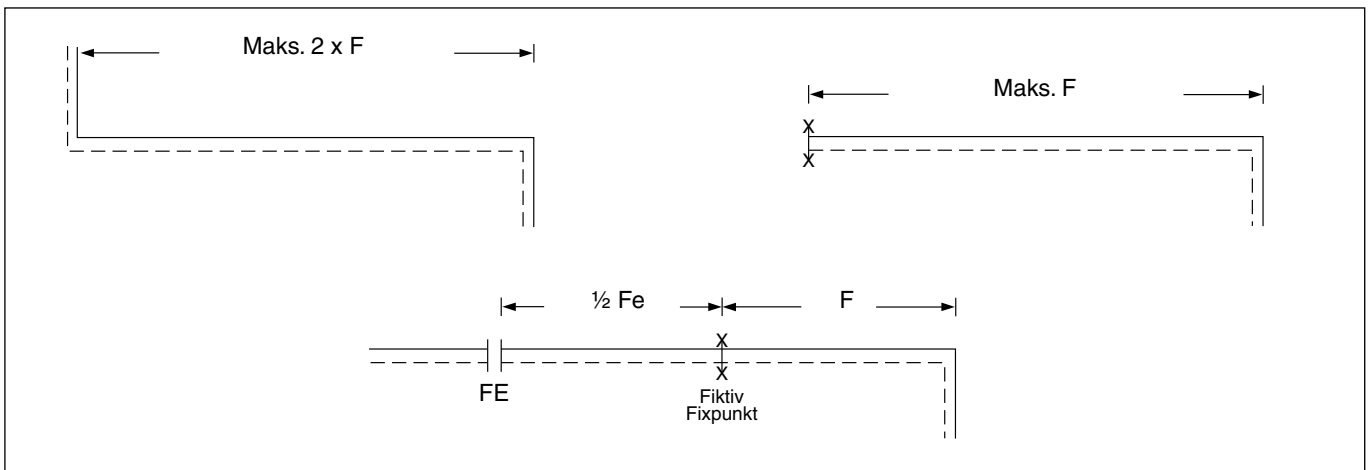 Maks. 2 x F
Maks. F
X
X
½ Fe
F
X
X
FE
Fiktiv
Fixpunkt